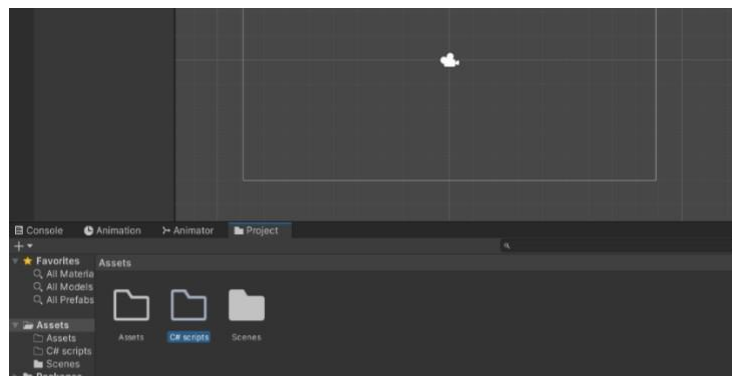 Console Animation Animator Project
Favorites
All Materia
All Models
All Prefabs
Assets
Assets
C# scripts
Scenes
Packages
Assets
Assets C# scripts Scenes